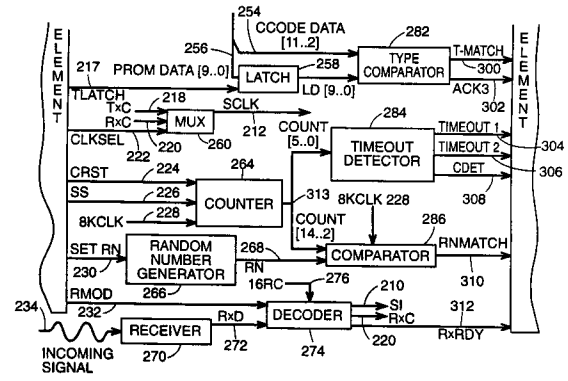 ELEMENT
254
CCODE DATA
[11..2]
282
256
258
TYPE
COMPARATOR
T-MATCH
300
PROM DATA [9..0]
217
LATCH
LD [9..0]
ACK3
302
TLATCH
TxC
218
SCLK
284
RxC
220
MUX
212
COUNT
[5..0]
TIMEOUT
DETECTOR
TIMEOUT 1
304
CLKSEL
222
260
TIMEOUT 2
306
CRST
224
264
CDET
308
SS
226
COUNTER
313
8KCLK
228
8KCLK 228
COUNT
[14..2]
286
SET RN
230
RANDOM
NUMBER
GENERATOR
266
268
RN
COMPARATOR
RNMATCH
310
16RC
276
RMOD
232
210
SI
312
234
RxD
DECODER
RxC
220
RxRDY
RECEIVER
270
272
274
INCOMING
SIGNAL
ELEMENT